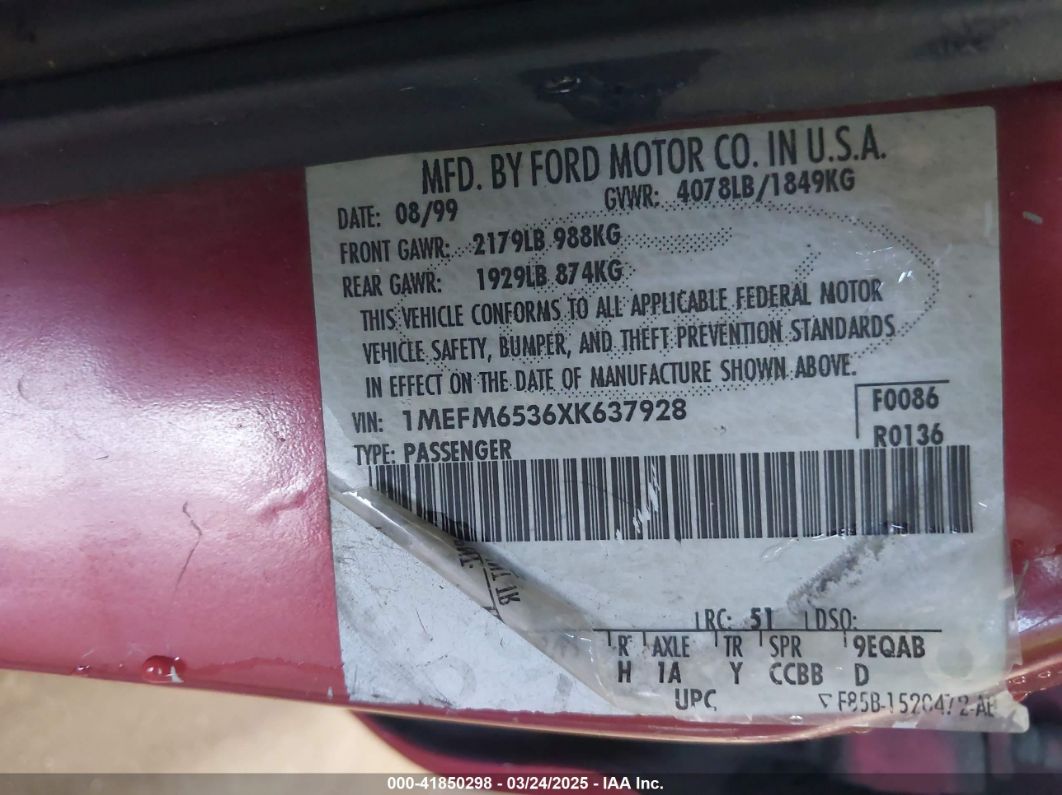 MFD. BY FORD MOTOR CO. IN U.S.A.
DATE: 08/99 GVWR: 4078LB/1849KG
FRONT GAWR: 2179LB 988KG
REAR GAWR: 1929LB 874KG
THIS VEHICLE CONFORMS TO ALL APPLICABLE FEDERAL MOTOR
VEHICLE SAFETY, BUMPER, AND THEFT PREVENTION STANDARDS
IN EFFECT ON THE DATE OF MANUFACTURE SHOWN ABOVE.
VIN: 1MEFM6536XK637928 F0086
TYPE: PASSENGER R0136
RC: 51 DSO:
R AXLE TR SPR 9EQAB
H 1A Y CCBB D
UPC F85B-1520472-AE
000-41850298 - 03/24/2025 - IAA Inc.